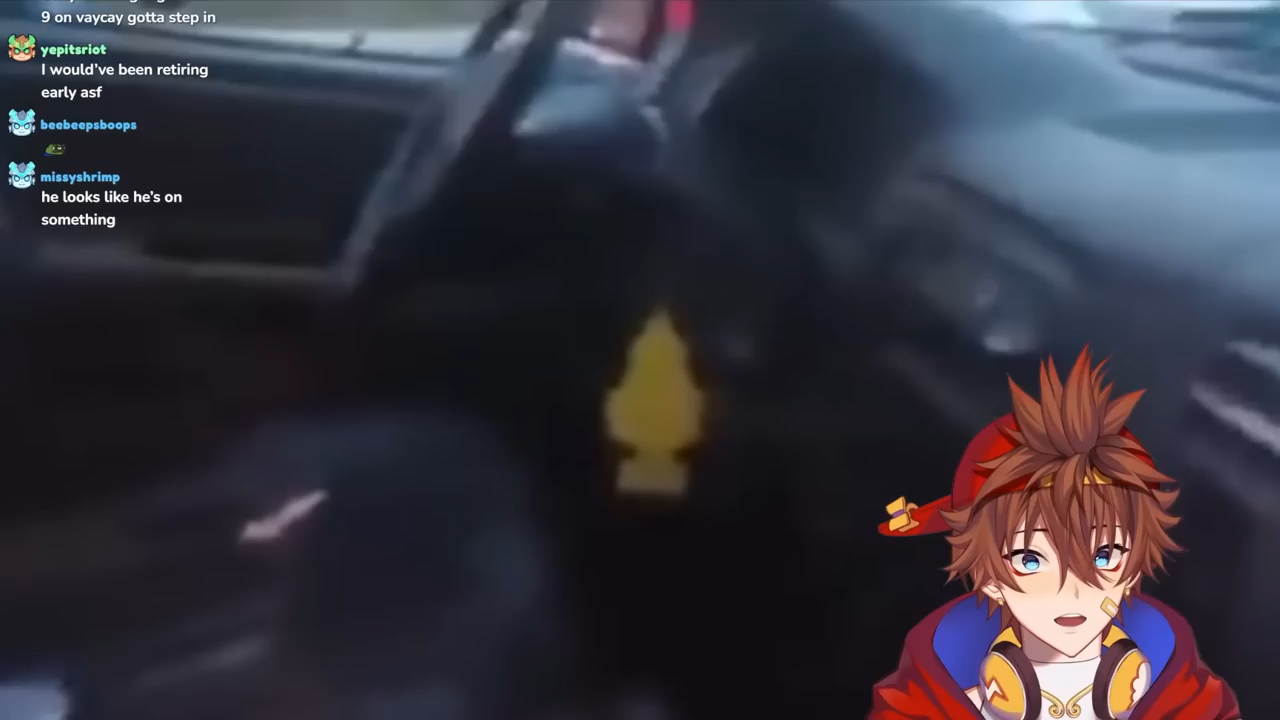 9 on vaycay gotta step in
yepitsriot
I would've been retiring
early asf
beebeepsboops
missyshrimp
he looks like he's on
something